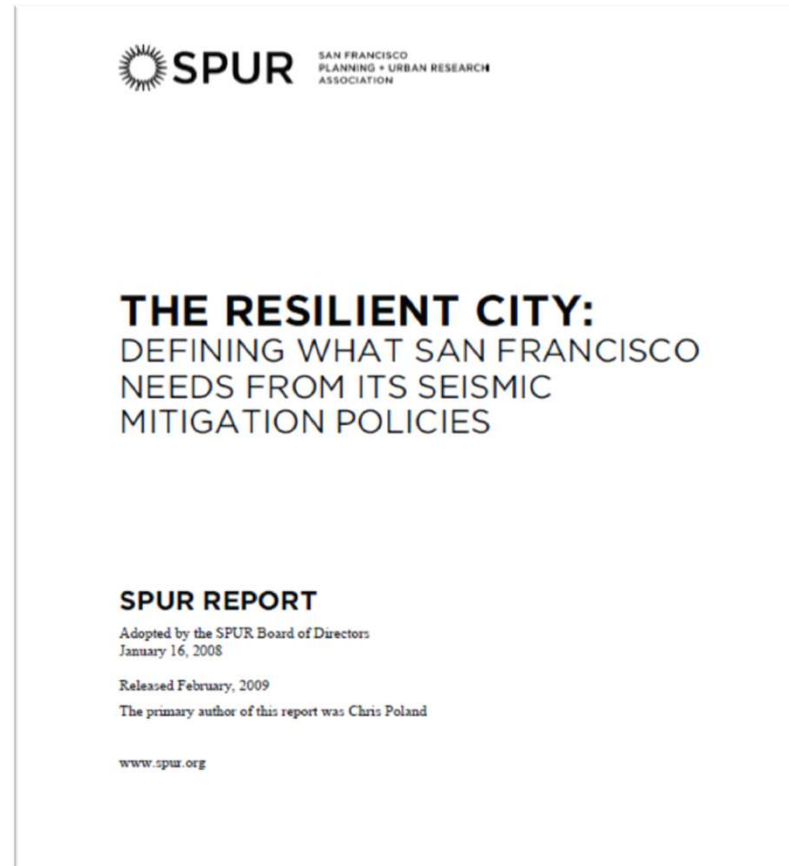 SPUR
SAN FRANCISCO
PLANNING + URBAN RESEARCH
ASSOCIATION
THE RESILIENT CITY:
DEFINING WHAT SAN FRANCISCO
NEEDS FROM ITS SEISMIC
MITIGATION POLICIES
SPUR REPORT
Adopted by the SPUR Board of Directors
January 16, 2008
Released February, 2009
The primary author of this report was Chris Poland
www.spur.org